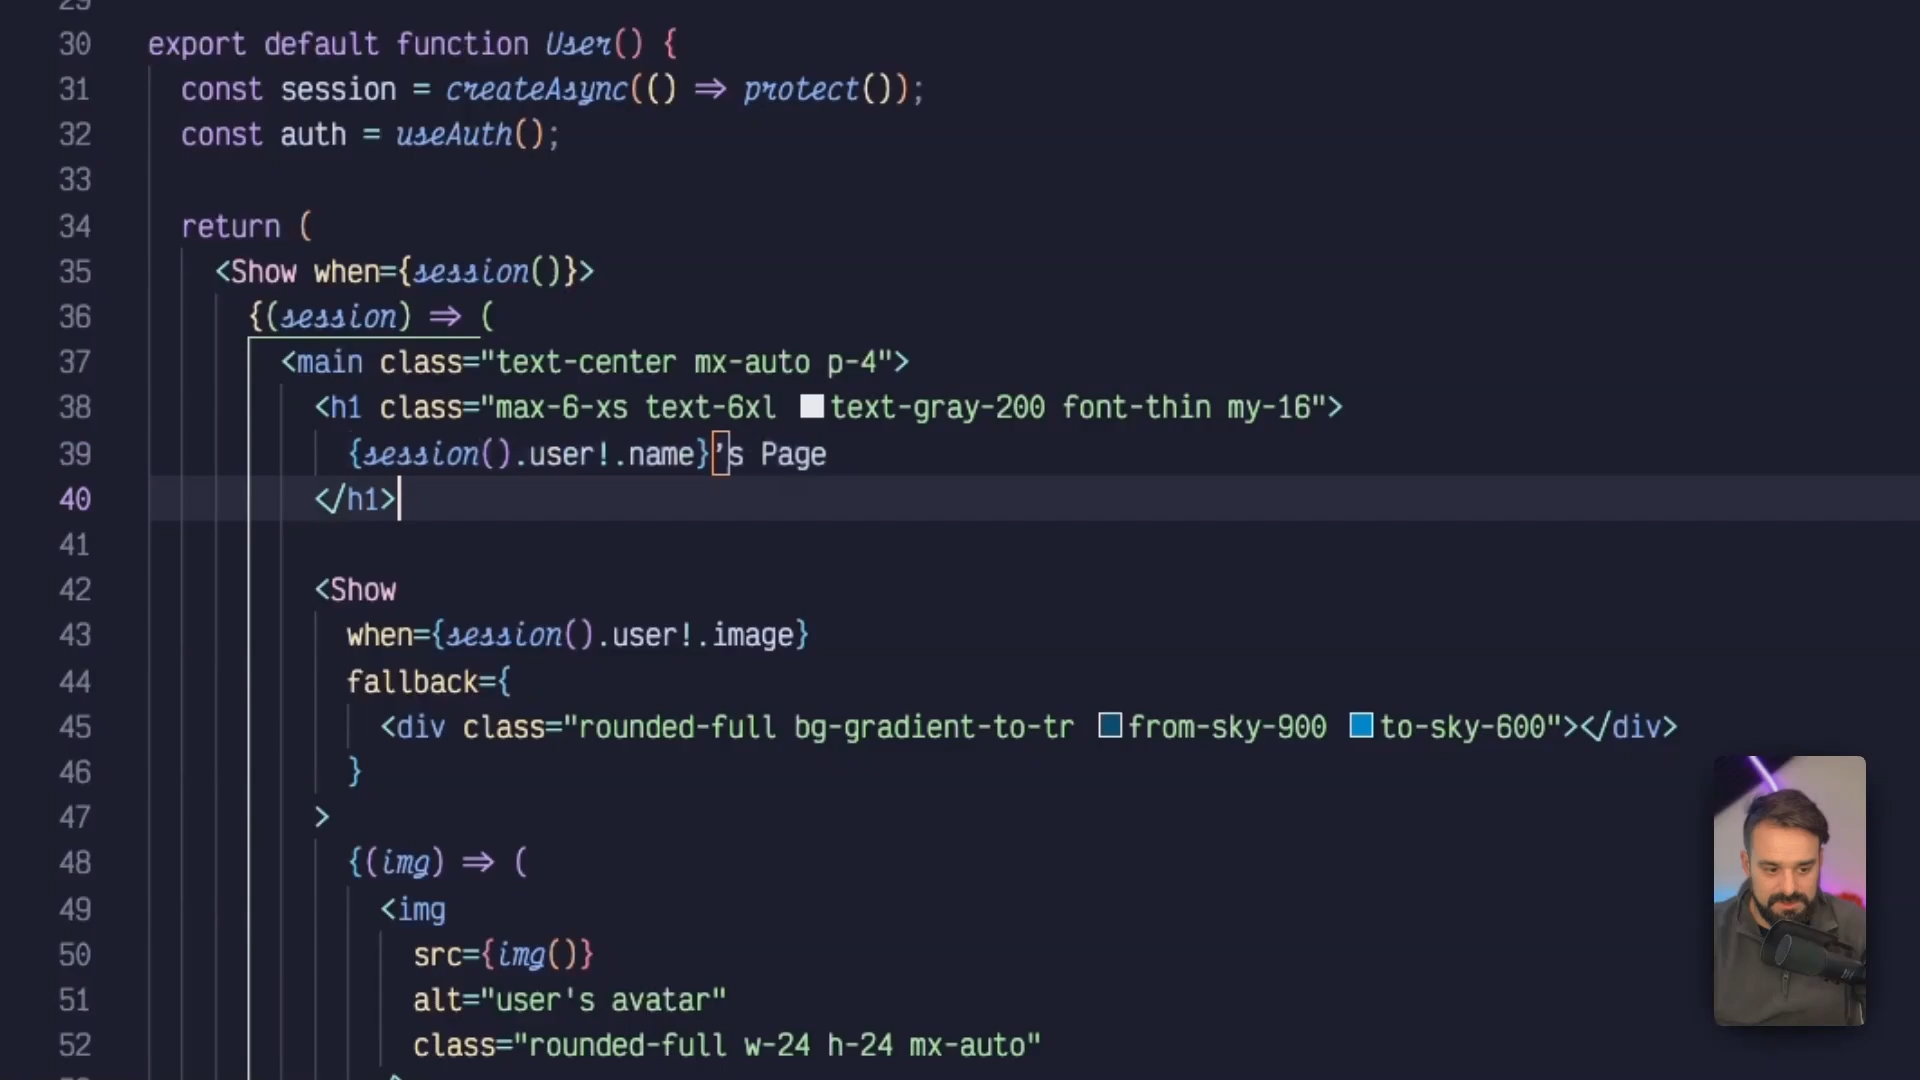 29
30 export default function User() {
31 const session = createAsync(() => protect());
32 const auth = useAuth();
33
34 return (
35 <Show when={session()}>
36 {(session) => (
37 <main class="text-center mx-auto p-4">
38 <h1 class="max-6-xs text-6xl text-gray-200 font-thin my-16">
39 {session().user!.name}’s Page
40 </h1>
41
42 <Show
43 when={session().user!.image}
44 fallback={
45 <div class="rounded-full bg-gradient-to-tr from-sky-900 to-sky-600"></div>
46 }
47 >
48 {(img) => (
49 <img
50 src={img()}
51 alt="user's avatar"
52 class="rounded-full w-24 h-24 mx-auto"